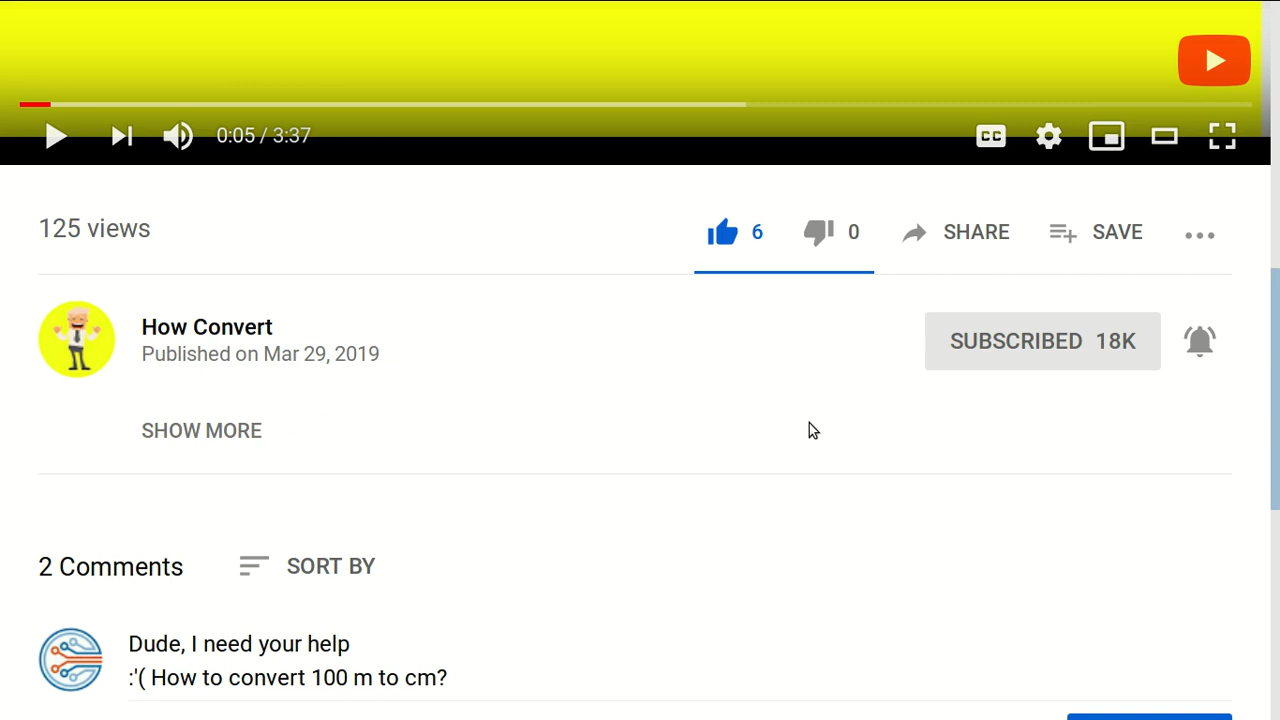 0:05 / 3:37
CC
125 views
6
0
SHARE
SAVE
How Convert
Published on Mar 29, 2019
SUBSCRIBED 18K
SHOW MORE
2 Comments
SORT BY
Dude, I need your help
:'( How to convert 100 m to cm?